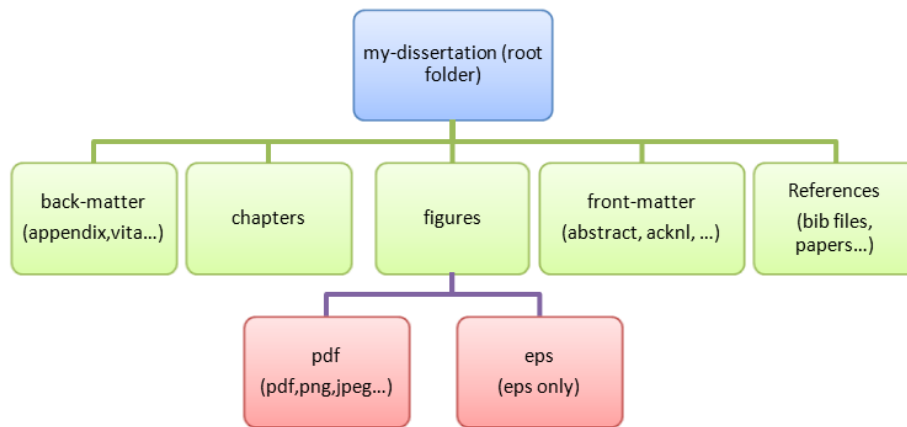 my-dissertation (root
folder)
back-matter
(appendix,vita…)
chapters
figures
front-matter
(abstract, acknl, …)
References
(bib files,
papers…)
pdf
(pdf,png,jpeg…)
eps
(eps only)